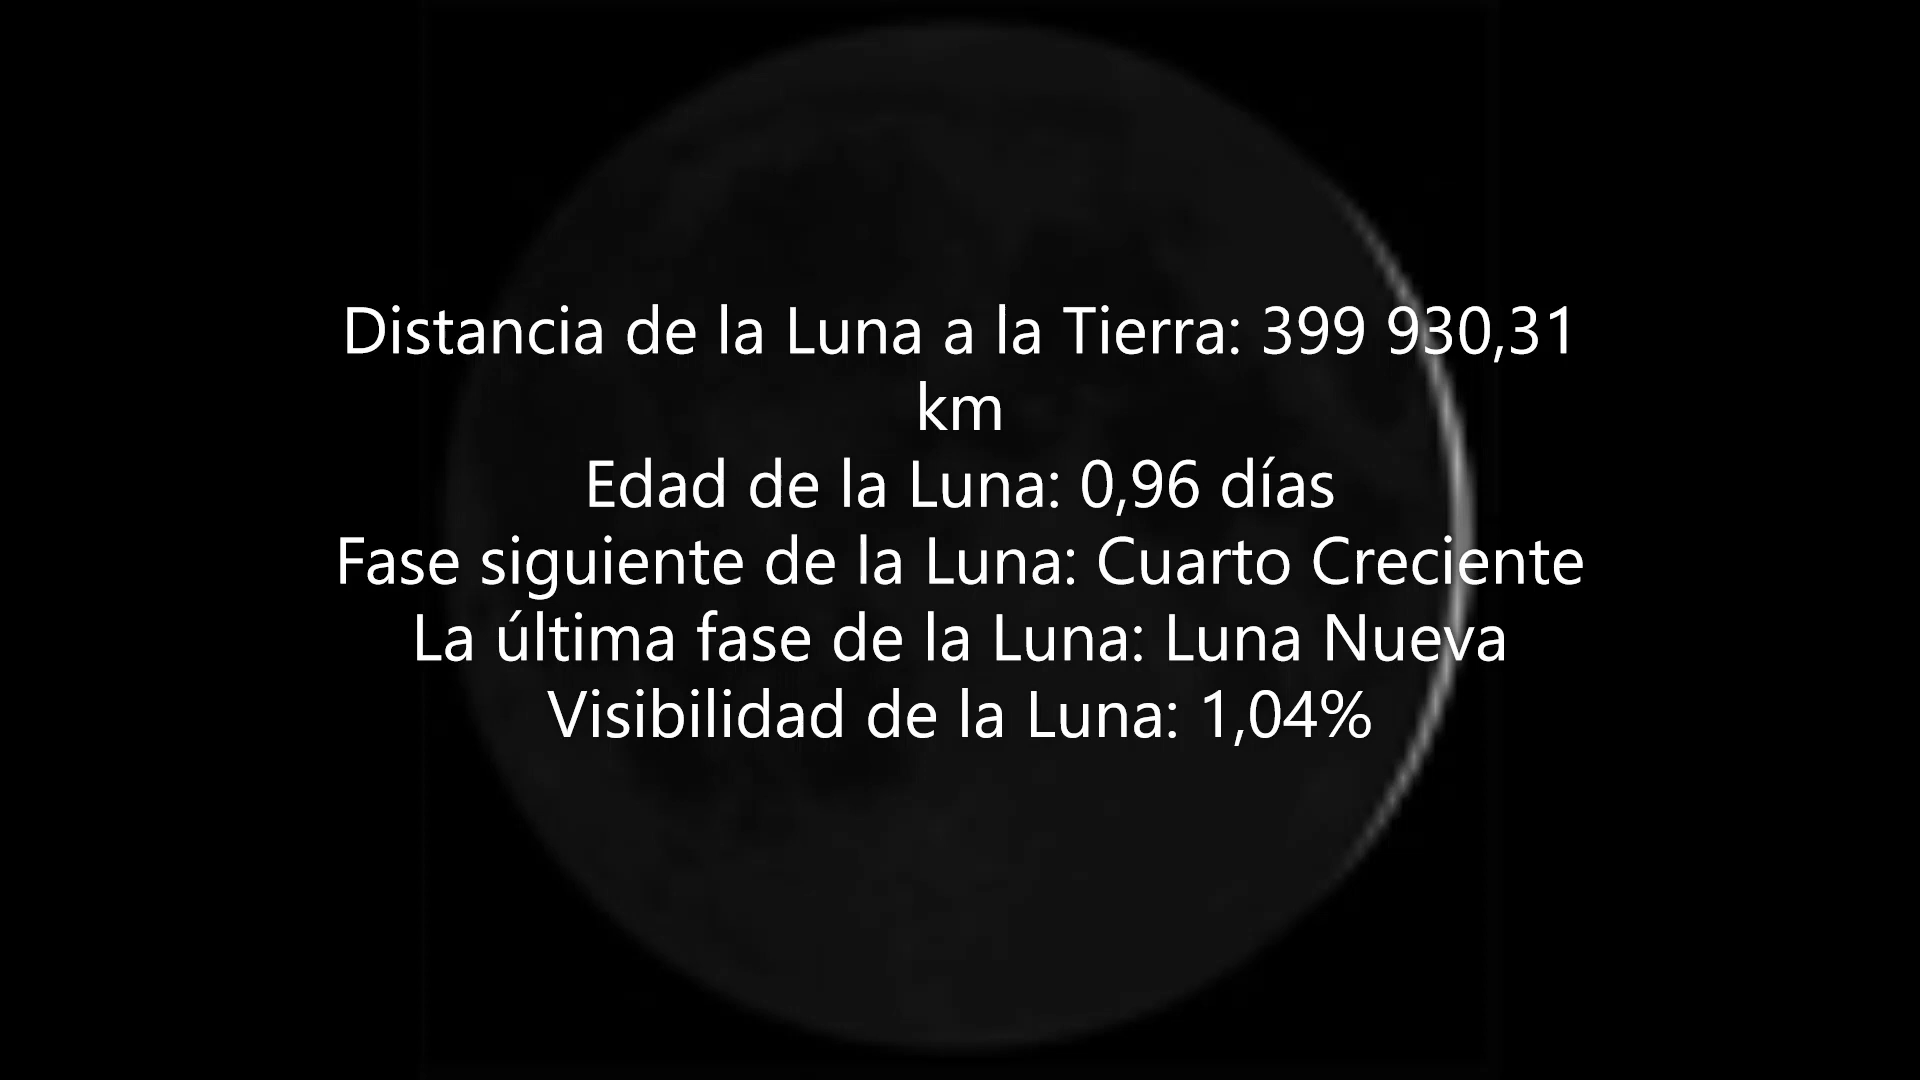 Distancia de la Luna a la Tierra: 399 930,31
km
Edad de la Luna: 0,96 días
Fase siguiente de la Luna: Cuarto Creciente
La última fase de la Luna: Luna Nueva
Visibilidad de la Luna: 1,04%